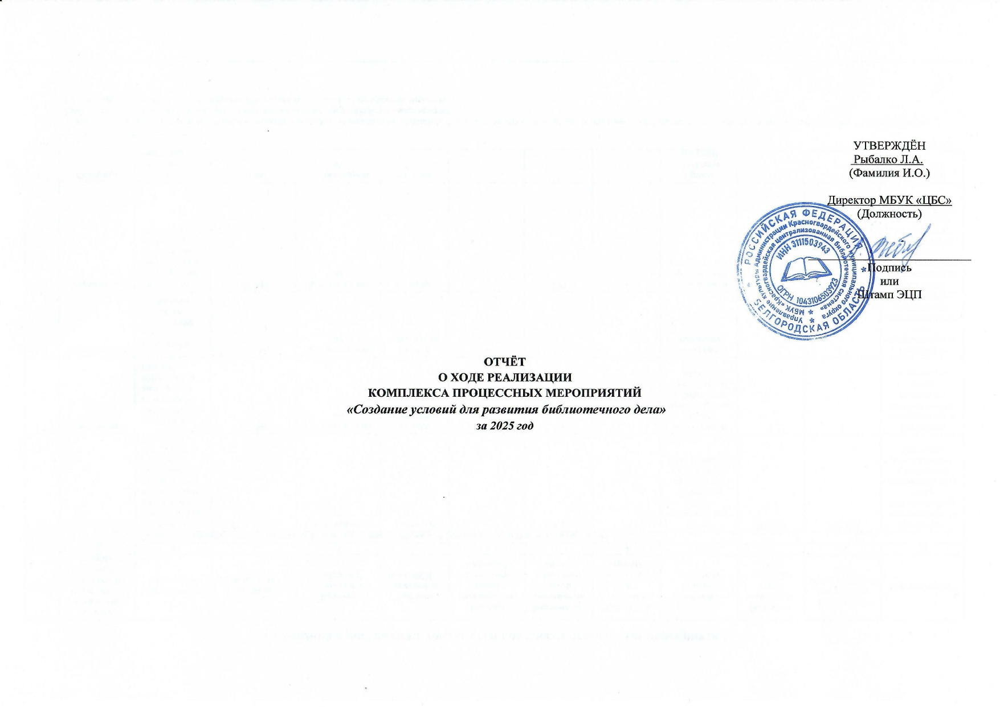 УТВЕРЖДЁН
Рыбалко Л.А.
(Фамилия И.О.)
Директор МБУК «ЦБС»
(Должность)
Подпись
или
Штамп ЭЦП
РОССИЙСКАЯ ФЕДЕРАЦИЯ * БЕЛГОРОДСКАЯ ОБЛАСТЬ *
Управление культуры Администрации Красногвардейского муниципального округа *
МБУК «Красногвардейская централизованная библиотечная система» *
ИНН 3111503943
ОГРН 1043106503923
ОТЧЁТ
О ХОДЕ РЕАЛИЗАЦИИ
КОМПЛЕКСА ПРОЦЕССНЫХ МЕРОПРИЯТИЙ
«Создание условий для развития библиотечного дела»
за 2025 год